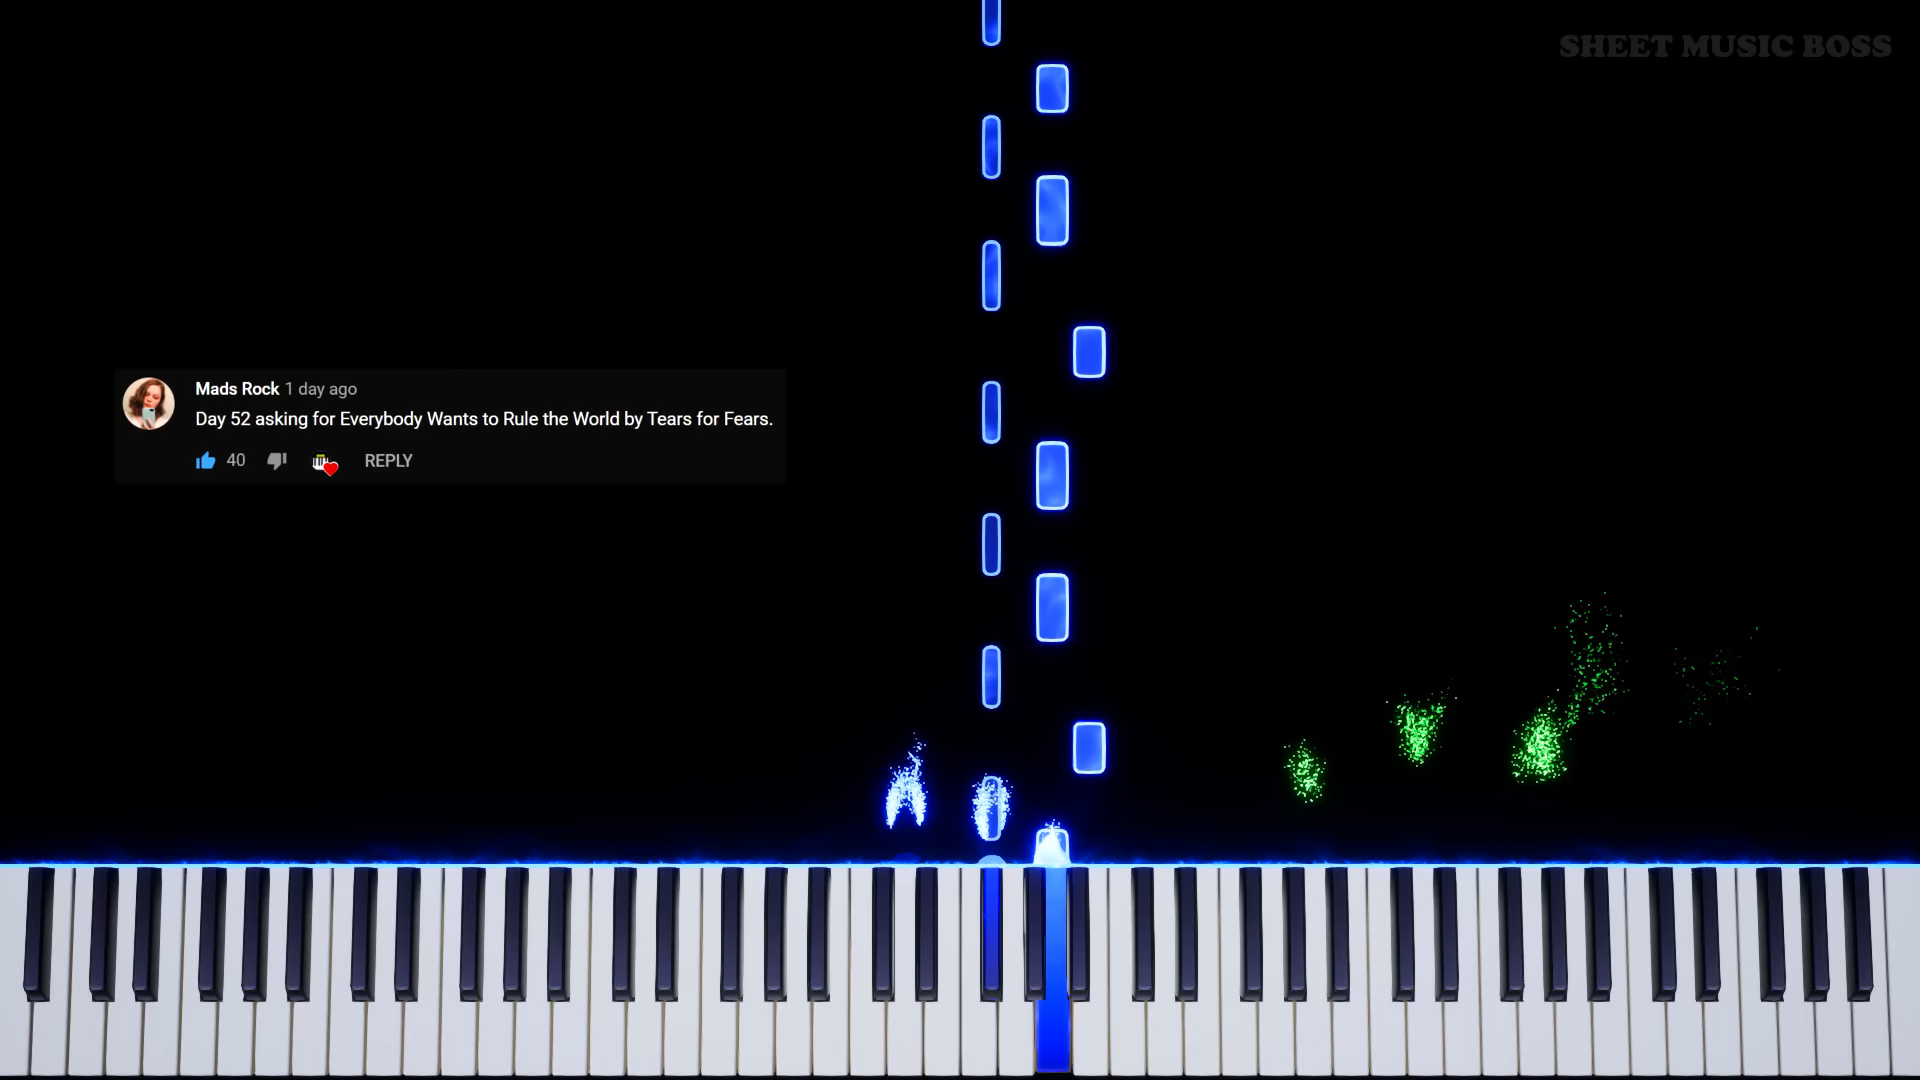 SHEET MUSIC BOSS
Mads Rock 1 day ago
Day 52 asking for Everybody Wants to Rule the World by Tears for Fears.
40 REPLY